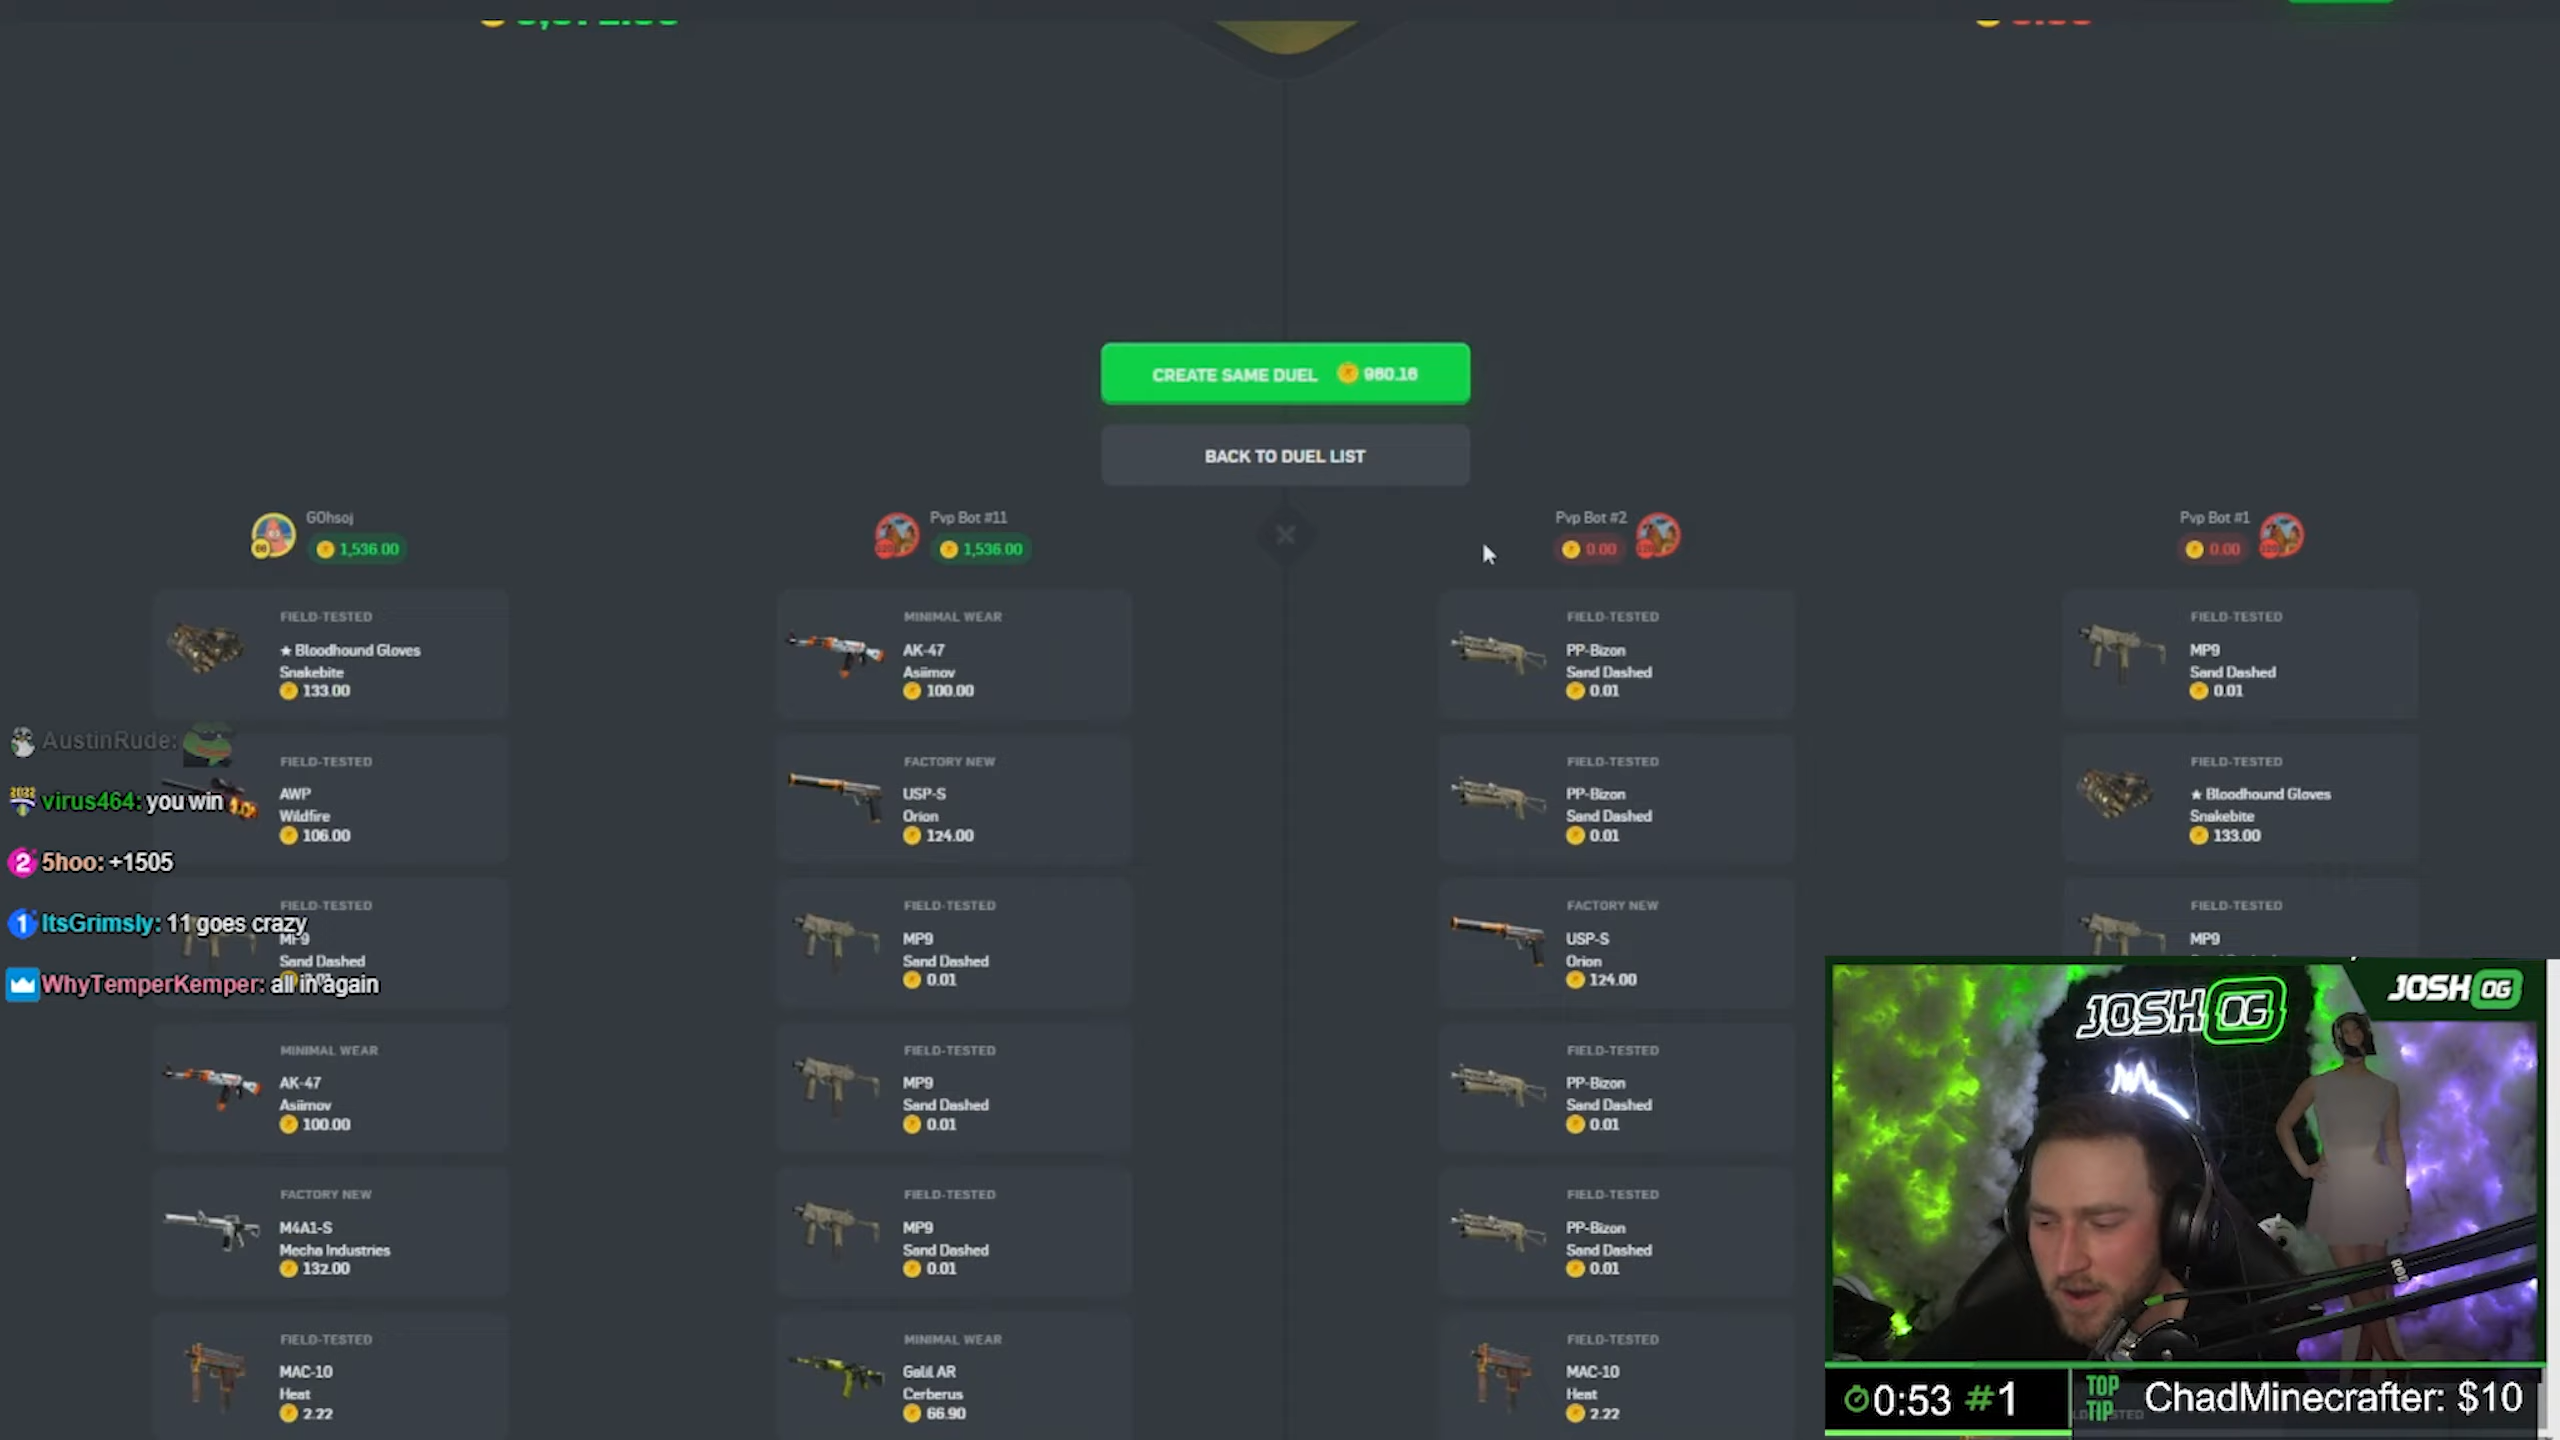 CREATE SAME DUEL 980.16
BACK TO DUEL LIST
GOhsoj
1,536.00
Pvp Bot #11
1,536.00
Pvp Bot #2
0.00
Pvp Bot #1
0.00
FIELD-TESTED
★ Bloodhound Gloves
Snakebite
133.00
MINIMAL WEAR
AK-47
Asiimov
100.00
FIELD-TESTED
PP-Bizon
Sand Dashed
0.01
FIELD-TESTED
MP9
Sand Dashed
0.01
FIELD-TESTED
AWP
Wildfire
106.00
FACTORY NEW
USP-S
Orion
124.00
FIELD-TESTED
PP-Bizon
Sand Dashed
0.01
FIELD-TESTED
★ Bloodhound Gloves
Snakebite
133.00
FIELD-TESTED
MP9
Sand Dashed
FIELD-TESTED
MP9
Sand Dashed
0.01
FACTORY NEW
USP-S
Orion
124.00
FIELD-TESTED
MP9
MINIMAL WEAR
AK-47
Asiimov
100.00
FIELD-TESTED
MP9
Sand Dashed
0.01
FIELD-TESTED
PP-Bizon
Sand Dashed
0.01
FACTORY NEW
M4A1-S
Mecha Industries
132.00
FIELD-TESTED
MP9
Sand Dashed
0.01
FIELD-TESTED
PP-Bizon
Sand Dashed
0.01
FIELD-TESTED
MAC-10
Heat
2.22
MINIMAL WEAR
Galil AR
Cerberus
66.90
FIELD-TESTED
MAC-10
Heat
2.22
AustinRude:
virus464: you win
5hoo: +1505
ItsGrimsly: 11 goes crazy
WhyTemperKemper: all in again
JOSH OG
JOSH OG
0:53 #1
TOP TIP
ChadMinecrafter: $10